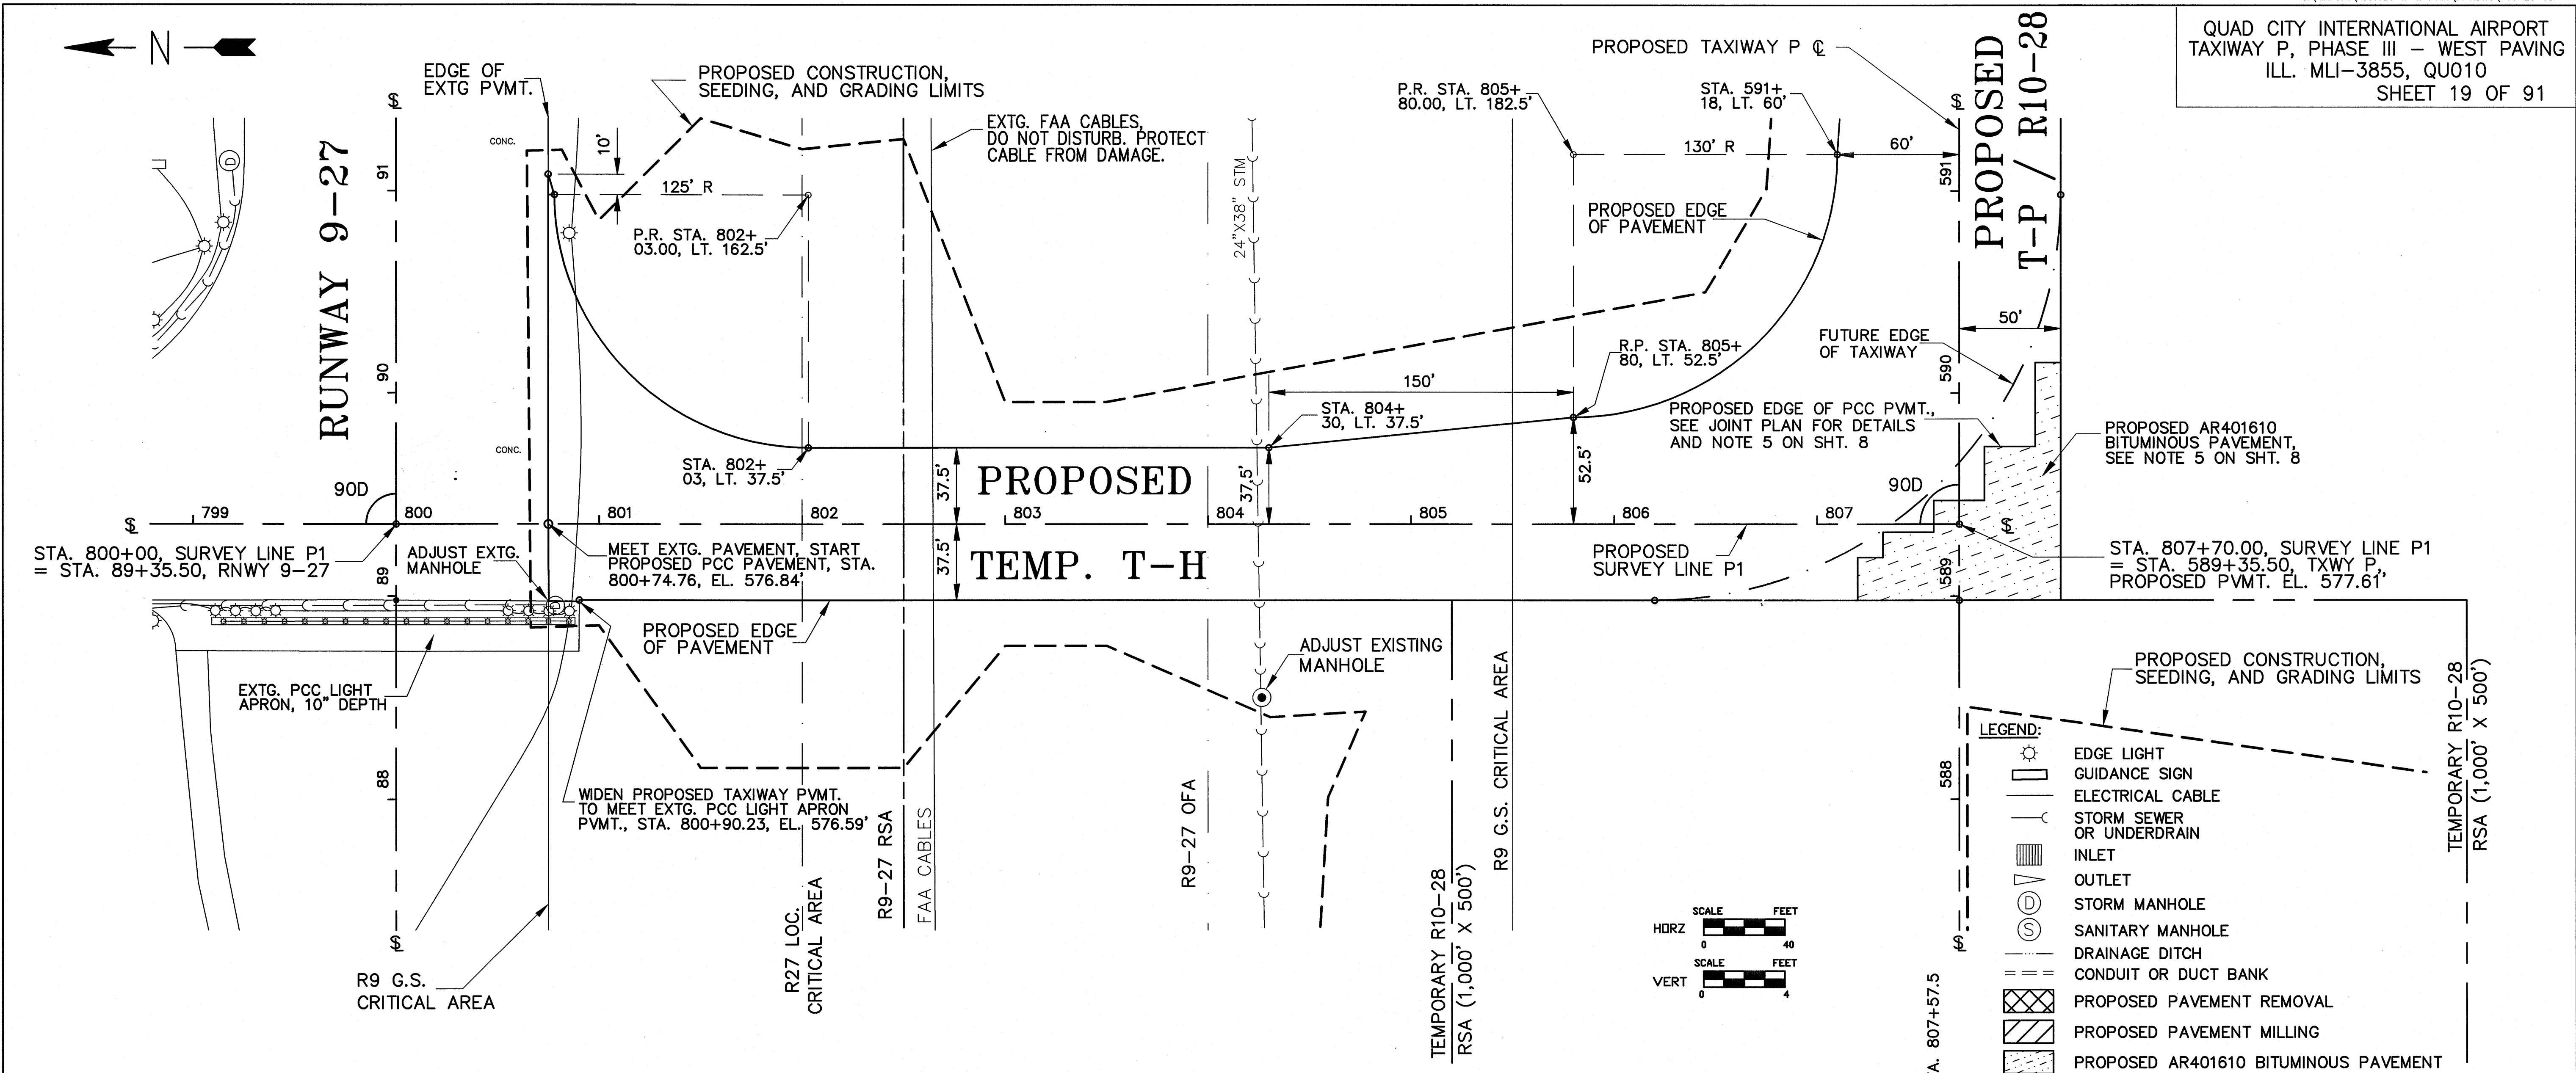 QUAD CITY INTERNATIONAL AIRPORT
TAXIWAY P, PHASE III – WEST PAVING
ILL. MLI-3855, QU010
SHEET 19 OF 91
N
EDGE OF
EXTG PVMT.
PROPOSED CONSTRUCTION,
SEEDING, AND GRADING LIMITS
EXTG. FAA CABLES,
DO NOT DISTURB. PROTECT
CABLE FROM DAMAGE.
P.R. STA. 805+
80.00, LT. 182.5'
STA. 591+
18, LT. 60'
PROPOSED TAXIWAY P ℄
PROPOSED
T-P / R10-28
RUNWAY 9-27
CONC.
10'
125' R
P.R. STA. 802+
03.00, LT. 162.5'
24"X38" STM
130' R
60'
PROPOSED EDGE
OF PAVEMENT
91
591
90
590
50'
FUTURE EDGE
OF TAXIWAY
R.P. STA. 805+
80, LT. 52.5'
150'
STA. 804+
30, LT. 37.5'
PROPOSED EDGE OF PCC PVMT.,
SEE JOINT PLAN FOR DETAILS
AND NOTE 5 ON SHT. 8
PROPOSED AR401610
BITUMINOUS PAVEMENT,
SEE NOTE 5 ON SHT. 8
CONC.
STA. 802+
03, LT. 37.5'
37.5'
PROPOSED
37.5'
52.5'
90D
90D
799
800
801
802
803
804
805
806
807
STA. 800+00, SURVEY LINE P1
= STA. 89+35.50, RNWY 9-27
ADJUST EXTG.
MANHOLE
MEET EXTG. PAVEMENT, START
PROPOSED PCC PAVEMENT, STA.
800+74.76, EL. 576.84'
37.5'
TEMP. T-H
PROPOSED
SURVEY LINE P1
STA. 807+70.00, SURVEY LINE P1
= STA. 589+35.50, TXWY P,
PROPOSED PVMT. EL. 577.61'
89
589
D
PROPOSED EDGE
OF PAVEMENT
ADJUST EXISTING
MANHOLE
EXTG. PCC LIGHT
APRON, 10" DEPTH
88
588
WIDEN PROPOSED TAXIWAY PVMT.
TO MEET EXTG. PCC LIGHT APRON
PVMT., STA. 800+90.23, EL. 576.59'
R9 G.S.
CRITICAL AREA
R27 LOC.
CRITICAL AREA
R9-27 RSA
FAA CABLES
R9-27 OFA
TEMPORARY R10-28
RSA (1,000' X 500')
R9 G.S. CRITICAL AREA
PROPOSED CONSTRUCTION,
SEEDING, AND GRADING LIMITS
TEMPORARY R10-28
RSA (1,000' X 500')
HORZ
SCALE FEET
0 40
VERT
SCALE FEET
0 4
807+57.5
LEGEND:
EDGE LIGHT
GUIDANCE SIGN
ELECTRICAL CABLE
STORM SEWER
OR UNDERDRAIN
INLET
OUTLET
D STORM MANHOLE
S SANITARY MANHOLE
DRAINAGE DITCH
CONDUIT OR DUCT BANK
PROPOSED PAVEMENT REMOVAL
PROPOSED PAVEMENT MILLING
PROPOSED AR401610 BITUMINOUS PAVEMENT